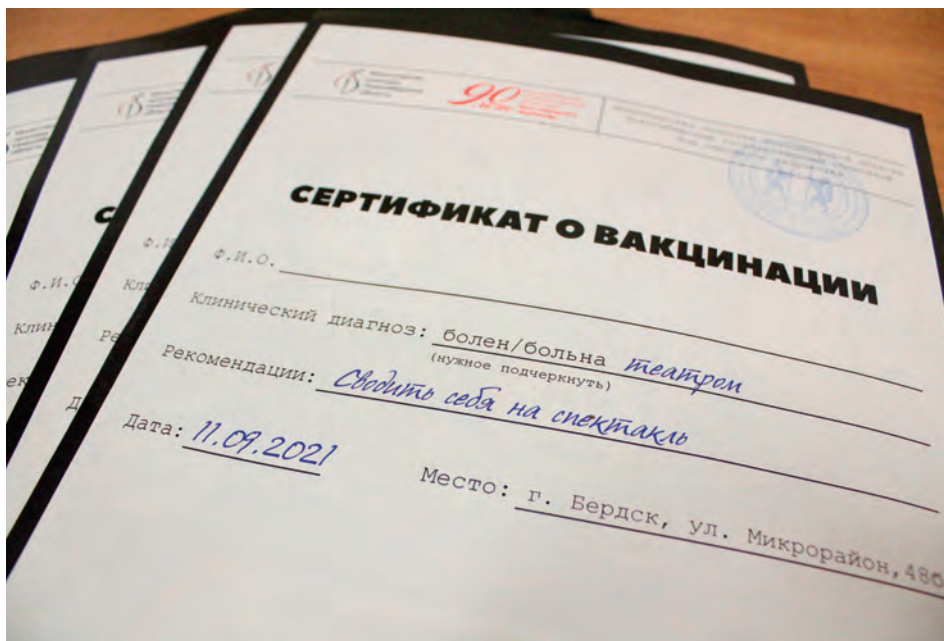 90
СЕРТИФИКАТ О ВАКЦИНАЦИИ
Ф.И.О.
Клинический диагноз: болен/больна театром
(нужное подчеркнуть)
Рекомендации: Сводить себя на спектакль
Дата: 11.09.2021
Место: г. Бердск, ул. Микрорайон, 48б
С
Ф.И.
Ф.И.О